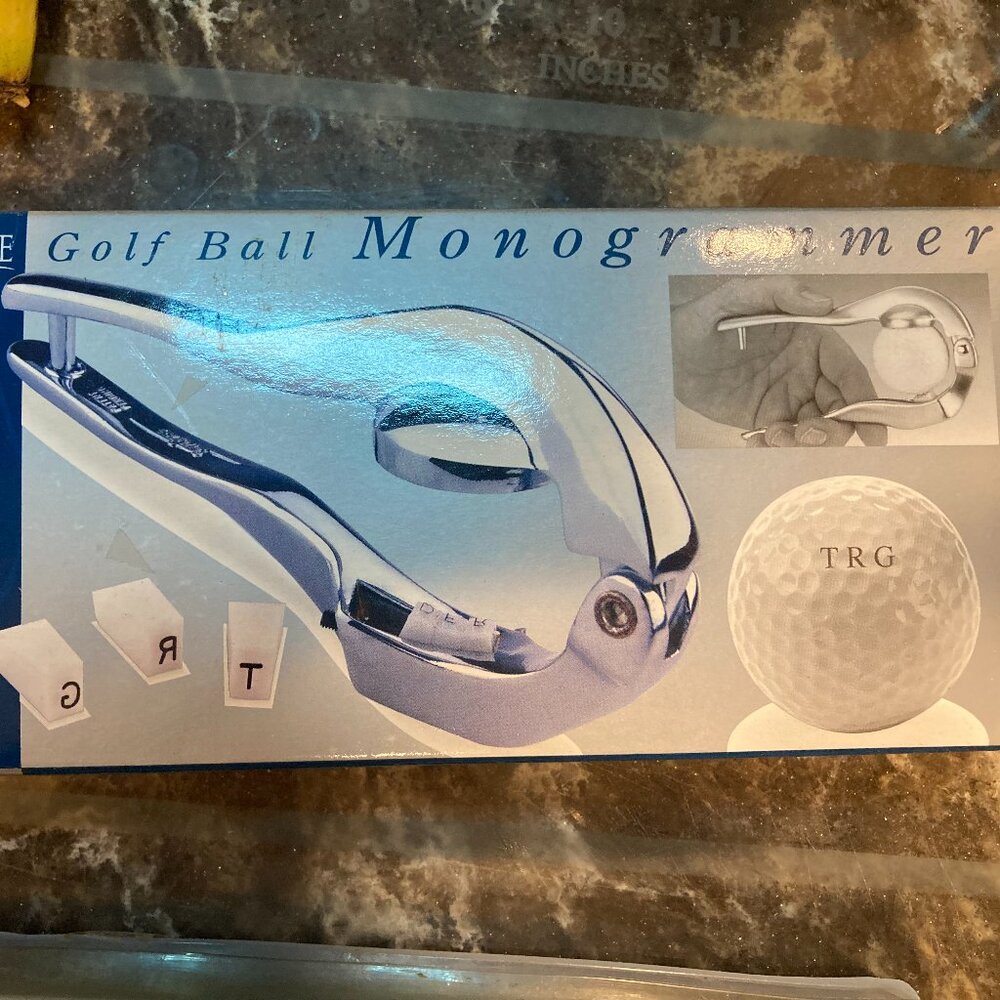 10 11
INCHES
E
Golf Ball Monogrammer
TRG
R
G
T